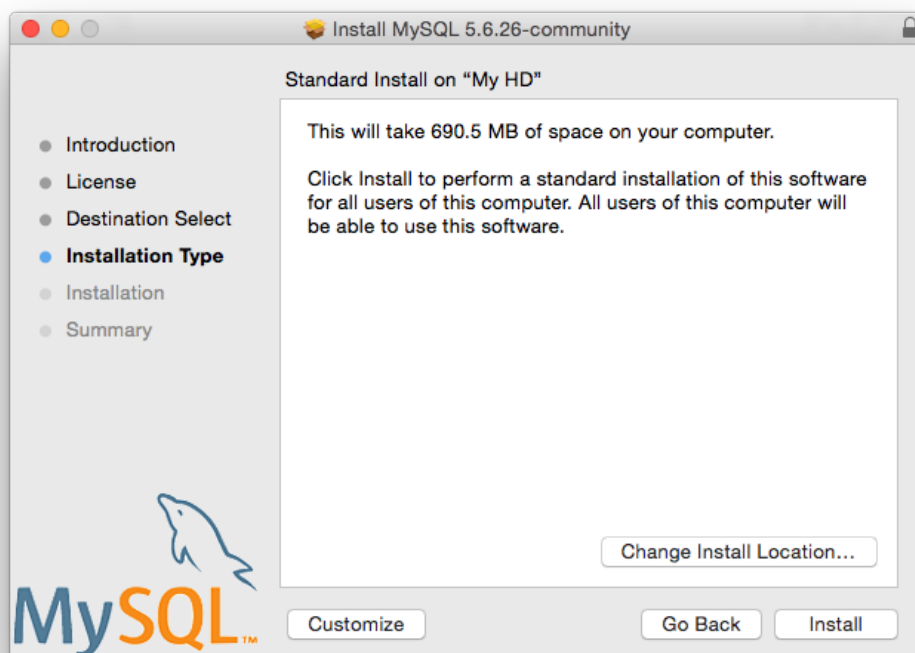 Install MySQL 5.6.26-community
Standard Install on “My HD”
Introduction
License
Destination Select
Installation Type
Installation
Summary
This will take 690.5 MB of space on your computer.
Click Install to perform a standard installation of this software
for all users of this computer. All users of this computer will
be able to use this software.
Change Install Location...
MySQL™
Customize
Go Back
Install